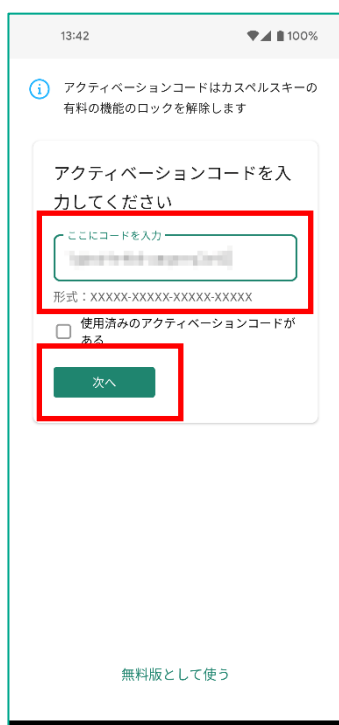 13:42
100%
アクティベーションコードはカスペルスキーの
有料の機能のロックを解除します
アクティベーションコードを入
力してください
ここにコードを入力
形式：XXXXX-XXXXX-XXXXX-XXXXX
使用済みのアクティベーションコードが
ある
次へ
無料版として使う